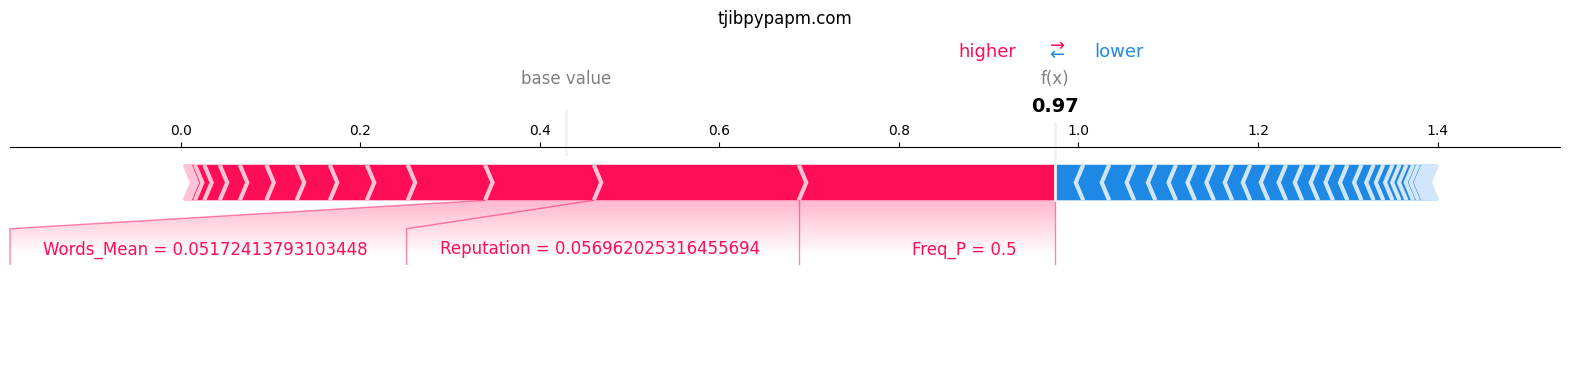 tjibpypapm.com
higher ⇄ lower
base value f(x)
0.97
0.0 0.2 0.4 0.6 0.8 1.0 1.2 1.4
Words_Mean = 0.05172413793103448 Reputation = 0.056962025316455694 Freq_P = 0.5